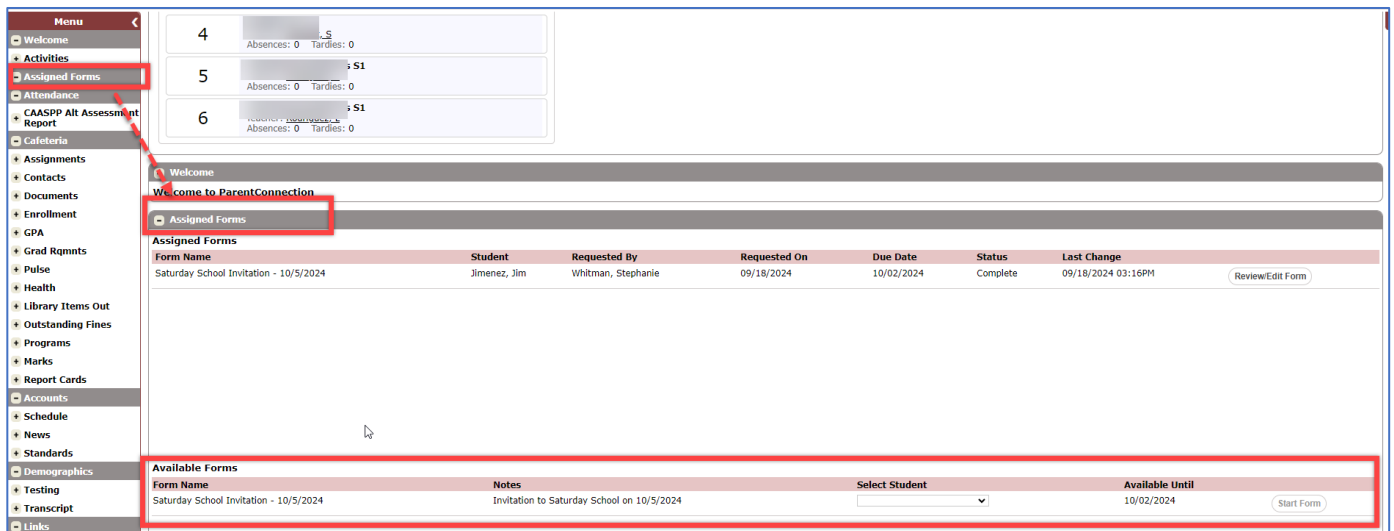 Menu
Welcome
Activities
Assigned Forms
Attendance
CAASPP Alt Assessment
Report
Cafeteria
Assignments
Contacts
Documents
Enrollment
GPA
Grad Rqmnts
Pulse
Health
Library Items Out
Outstanding Fines
Programs
Marks
Report Cards
Accounts
Schedule
News
Standards
Demographics
Testing
Transcript
Links
4
, S
Absences: 0 Tardies: 0
5
S1
Absences: 0 Tardies: 0
6
S1
Absences: 0 Tardies: 0
Welcome
Welcome to ParentConnection
Assigned Forms
Assigned Forms
Form Name Student Requested By Requested On Due Date Status Last Change
Saturday School Invitation - 10/5/2024 Jimenez, Jim Whitman, Stephanie 09/18/2024 10/02/2024 Complete 09/18/2024 03:16PM Review/Edit Form
Available Forms
Form Name Notes Select Student Available Until
Saturday School Invitation - 10/5/2024 Invitation to Saturday School on 10/5/2024 10/02/2024 Start Form